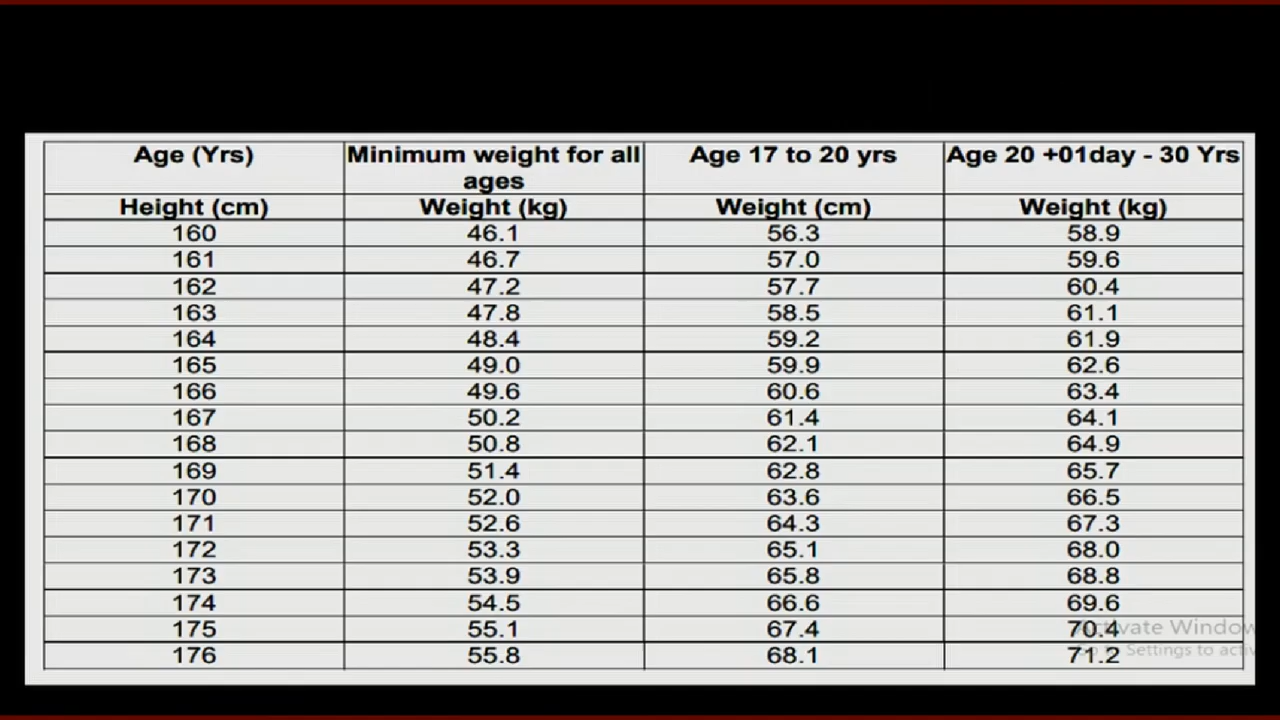 Age (Yrs) Minimum weight for all ages Age 17 to 20 yrs Age 20 +01day - 30 Yrs
Height (cm) Weight (kg) Weight (cm) Weight (kg)
160 46.1 56.3 58.9
161 46.7 57.0 59.6
162 47.2 57.7 60.4
163 47.8 58.5 61.1
164 48.4 59.2 61.9
165 49.0 59.9 62.6
166 49.6 60.6 63.4
167 50.2 61.4 64.1
168 50.8 62.1 64.9
169 51.4 62.8 65.7
170 52.0 63.6 66.5
171 52.6 64.3 67.3
172 53.3 65.1 68.0
173 53.9 65.8 68.8
174 54.5 66.6 69.6
175 55.1 67.4 70.4
176 55.8 68.1 71.2
Activate Window
Go to Settings to activ